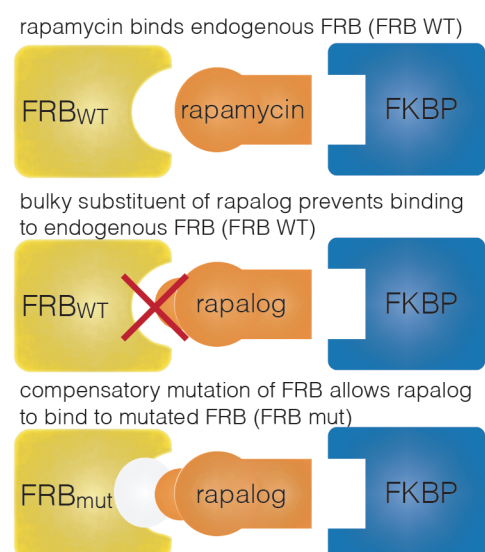 rapamycin binds endogenous FRB (FRB WT)
FRBWT rapamycin FKBP
bulky substituent of rapalog prevents binding
to endogenous FRB (FRB WT)
FRBWT rapalog FKBP
compensatory mutation of FRB allows rapalog
to bind to mutated FRB (FRB mut)
FRBmut rapalog FKBP